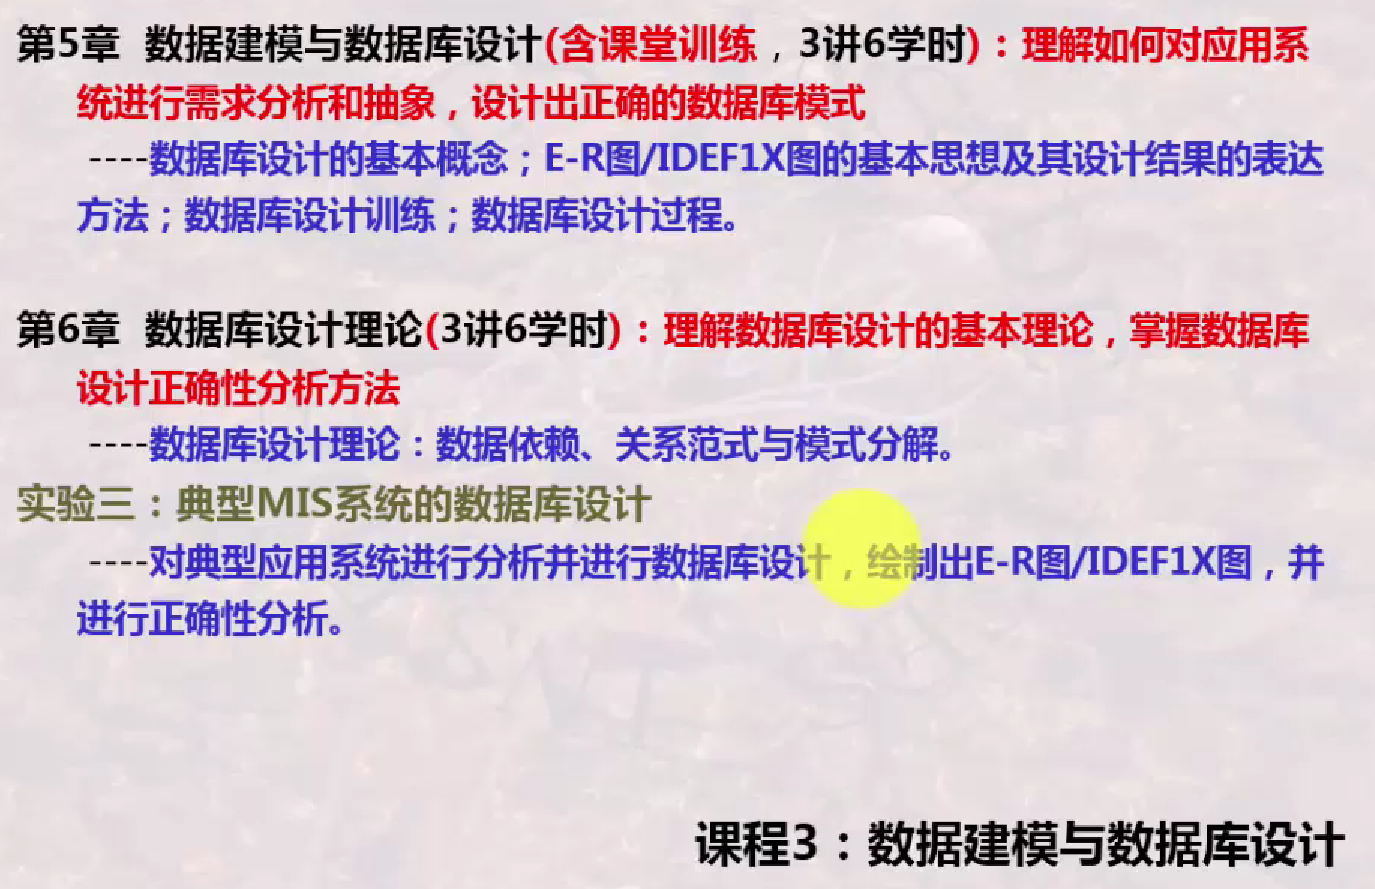 第5章 数据建模与数据库设计(含课堂训练，3讲6学时)：理解如何对应用系
统进行需求分析和抽象，设计出正确的数据库模式
----数据库设计的基本概念；E-R图/IDEF1X图的基本思想及其设计结果的表达
方法；数据库设计训练；数据库设计过程。
第6章 数据库设计理论(3讲6学时)：理解数据库设计的基本理论，掌握数据库
设计正确性分析方法
----数据库设计理论：数据依赖、关系范式与模式分解。
实验三：典型MIS系统的数据库设计
----对典型应用系统进行分析并进行数据库设计，绘制出E-R图/IDEF1X图，并
进行正确性分析。
课程3：数据建模与数据库设计